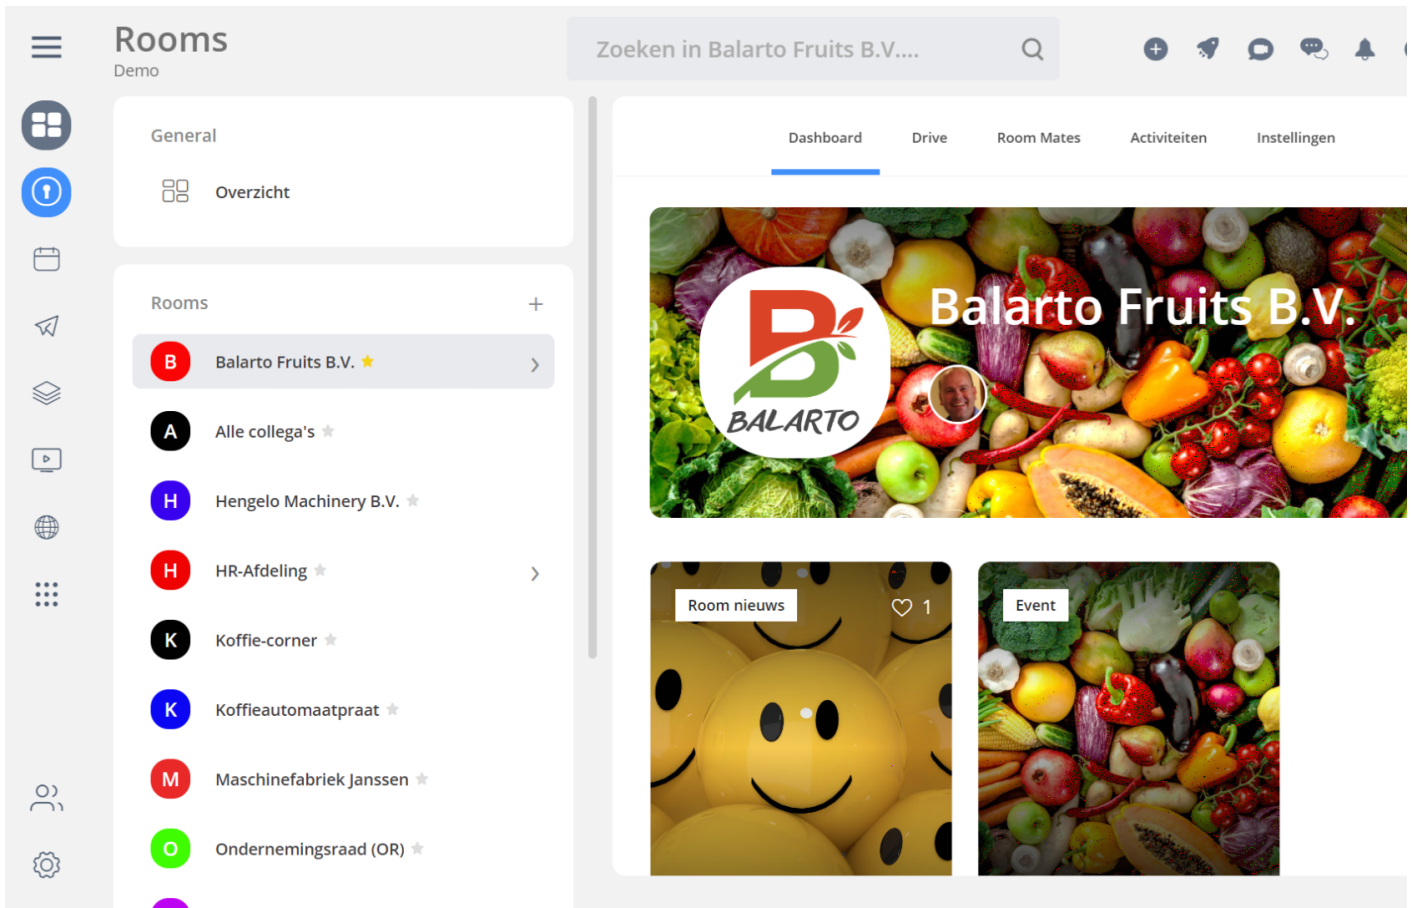 Rooms
Demo
Zoeken in Balarto Fruits B.V....
General
Overzicht
Rooms
B Balarto Fruits B.V.
A Alle collega's
H Hengelo Machinery B.V.
H HR-Afdeling
K Koffie-corner
K Koffieautomaatpraat
M Maschinefabriek Janssen
O Ondernemingsraad (OR)
Dashboard Drive Room Mates Activiteiten Instellingen
Balarto Fruits B.V.
B
BALARTO
Room nieuws 1
Event